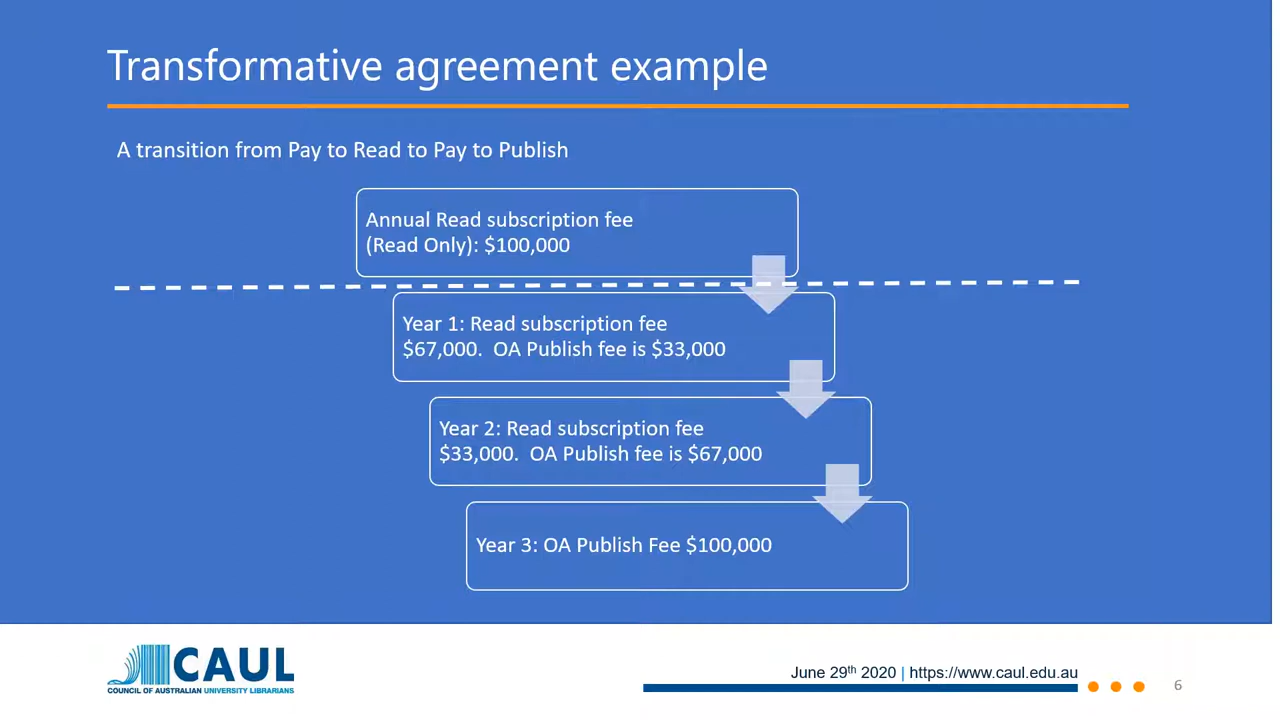 Transformative agreement example
A transition from Pay to Read to Pay to Publish
Annual Read subscription fee
(Read Only): $100,000
Year 1: Read subscription fee
$67,000.  OA Publish fee is $33,000
Year 2: Read subscription fee
$33,000.  OA Publish fee is $67,000
Year 3: OA Publish Fee $100,000
CAUL
COUNCIL OF AUSTRALIAN UNIVERSITY LIBRARIANS
June 29th 2020 | https://www.caul.edu.au
6